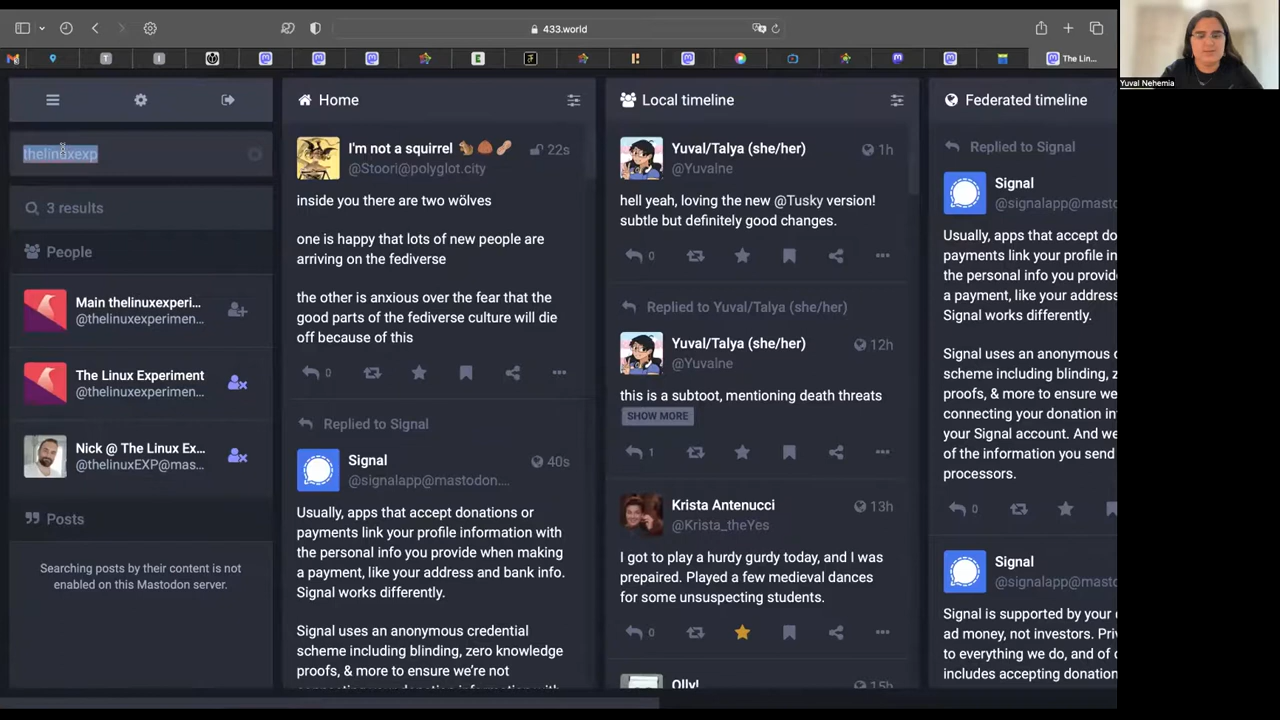 433.world
The Lin...
thelinuxexp
3 results
People
Main thelinuxexperi...
@thelinuxexperimen...
The Linux Experiment
@thelinuxexperimen...
Nick @ The Linux Ex...
@thelinuxEXP@mas...
Posts
Searching posts by their content is not
enabled on this Mastodon server.
Home
I'm not a squirrel
22s
@Stoori@polyglot.city
inside you there are two wölves
one is happy that lots of new people are
arriving on the fediverse
the other is anxious over the fear that the
good parts of the fediverse culture will die
off because of this
0
Replied to Signal
Signal
40s
@signalapp@mastodon....
Usually, apps that accept donations or
payments link your profile information with
the personal info you provide when making
a payment, like your address and bank info.
Signal works differently.
Signal uses an anonymous credential
scheme including blinding, zero knowledge
proofs, & more to ensure we're not
connecting your donation information with
Local timeline
Yuval/Talya (she/her)
1h
@Yuvalne
hell yeah, loving the new @Tusky version!
subtle but definitely good changes.
0
Replied to Yuval/Talya (she/her)
Yuval/Talya (she/her)
12h
@Yuvalne
this is a subtoot, mentioning death threats
SHOW MORE
1
Krista Antenucci
13h
@Krista_theYes
I got to play a hurdy gurdy today, and I was
prepaired. Played a few medieval dances
for some unsuspecting students.
0
Olly!
15h
Federated timeline
Replied to Signal
Signal
@signalapp@masto
Usually, apps that accept do
payments link your profile in
the personal info you provide
a payment, like your address
Signal works differently.
Signal uses an anonymous c
scheme including blinding, z
proofs, & more to ensure we
connecting your donation in
your Signal account. And we
of the information you send
processors.
0
Signal
@signalapp@masto
Signal is supported by your
ad money, not investors. Pri
to everything we do, and of
includes accepting donation
Yuval Nehemia